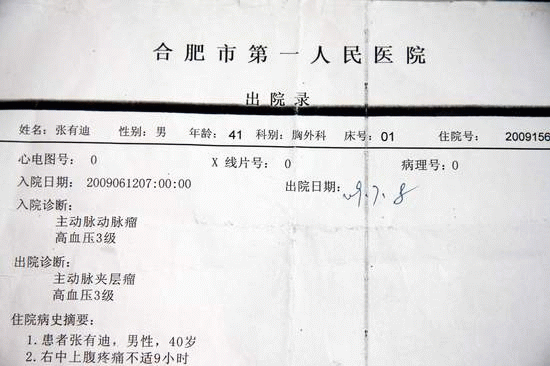 合肥市第一人民医院
出院录
姓名: 张有迪 性别: 男 年龄: 41 科别: 胸外科 床号: 01 住院号: 2009156
心电图号: 0 X 线片号: 0 病理号: 0
入院日期: 2009061207:00:00 出院日期: 09.7.8
入院诊断:
主动脉动脉瘤
高血压3级
出院诊断:
主动脉夹层瘤
高血压3级
住院病史摘要:
1.患者张有迪，男性，40岁
2.右中上腹疼痛不适9小时